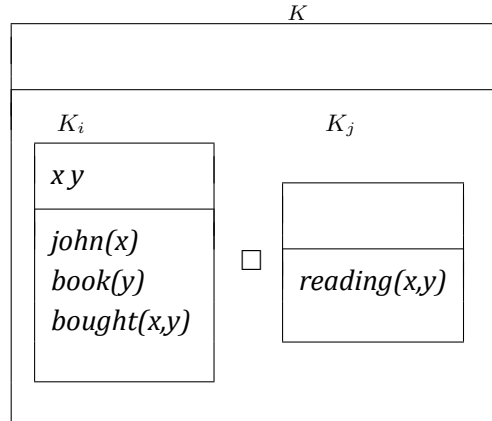 K
K_i K_j
x y
john(x)
book(y) □ reading(x,y)
bought(x,y)